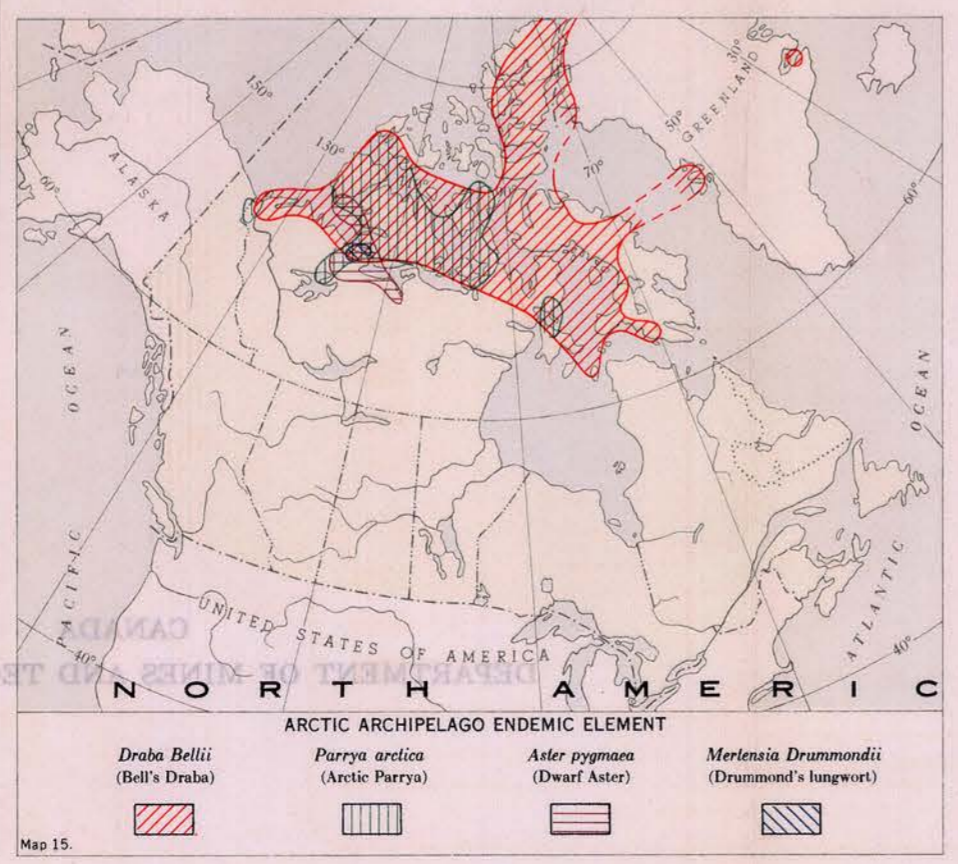 150°
130°
60°
ALASKA
70°
50°
30°
GREENLAND
60°
OCEAN
PACIFIC
OCEAN
ATLANTIC
40°
40°
UNITED STATES OF AMERICA
CANADA
DEPARTMENT OF MINES AND TE
NORTH AMERIC
ARCTIC ARCHIPELAGO ENDEMIC ELEMENT
Draba Bellii
(Bell's Draba)
Parrya arctica
(Arctic Parrya)
Aster pygmaea
(Dwarf Aster)
Mertensia Drummondii
(Drummond's lungwort)
Map 15.